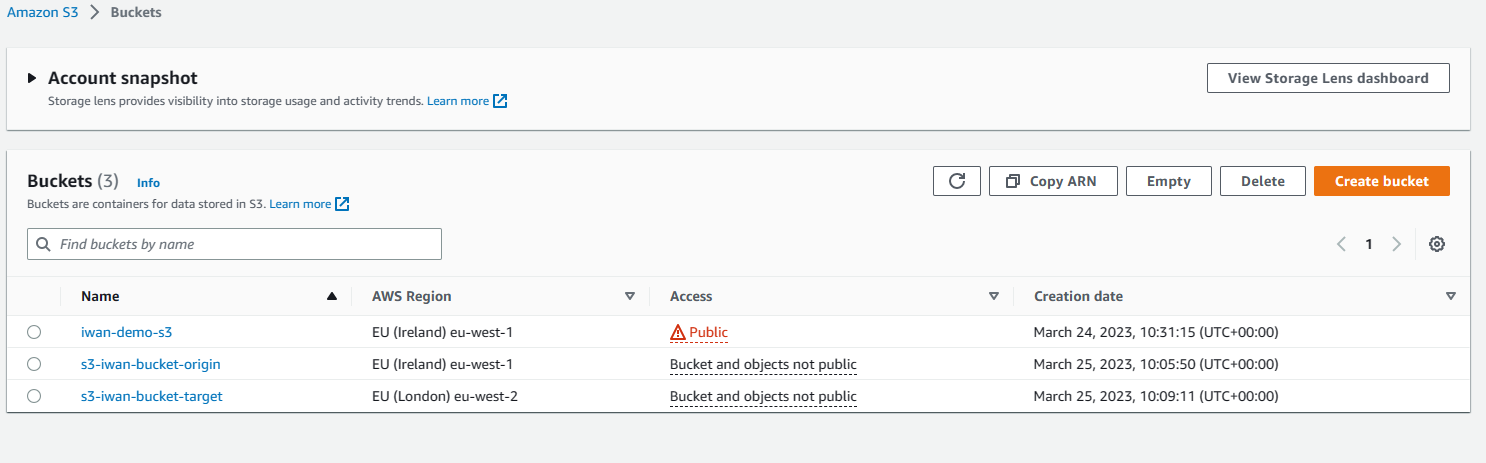 Amazon S3 > Buckets
Account snapshot
View Storage Lens dashboard
Storage lens provides visibility into storage usage and activity trends. Learn more
Buckets (3) Info
Copy ARN Empty Delete Create bucket
Buckets are containers for data stored in S3. Learn more
Find buckets by name
1
Name AWS Region Access Creation date
iwan-demo-s3 EU (Ireland) eu-west-1 Public March 24, 2023, 10:31:15 (UTC+00:00)
s3-iwan-bucket-origin EU (Ireland) eu-west-1 Bucket and objects not public March 25, 2023, 10:05:50 (UTC+00:00)
s3-iwan-bucket-target EU (London) eu-west-2 Bucket and objects not public March 25, 2023, 10:09:11 (UTC+00:00)